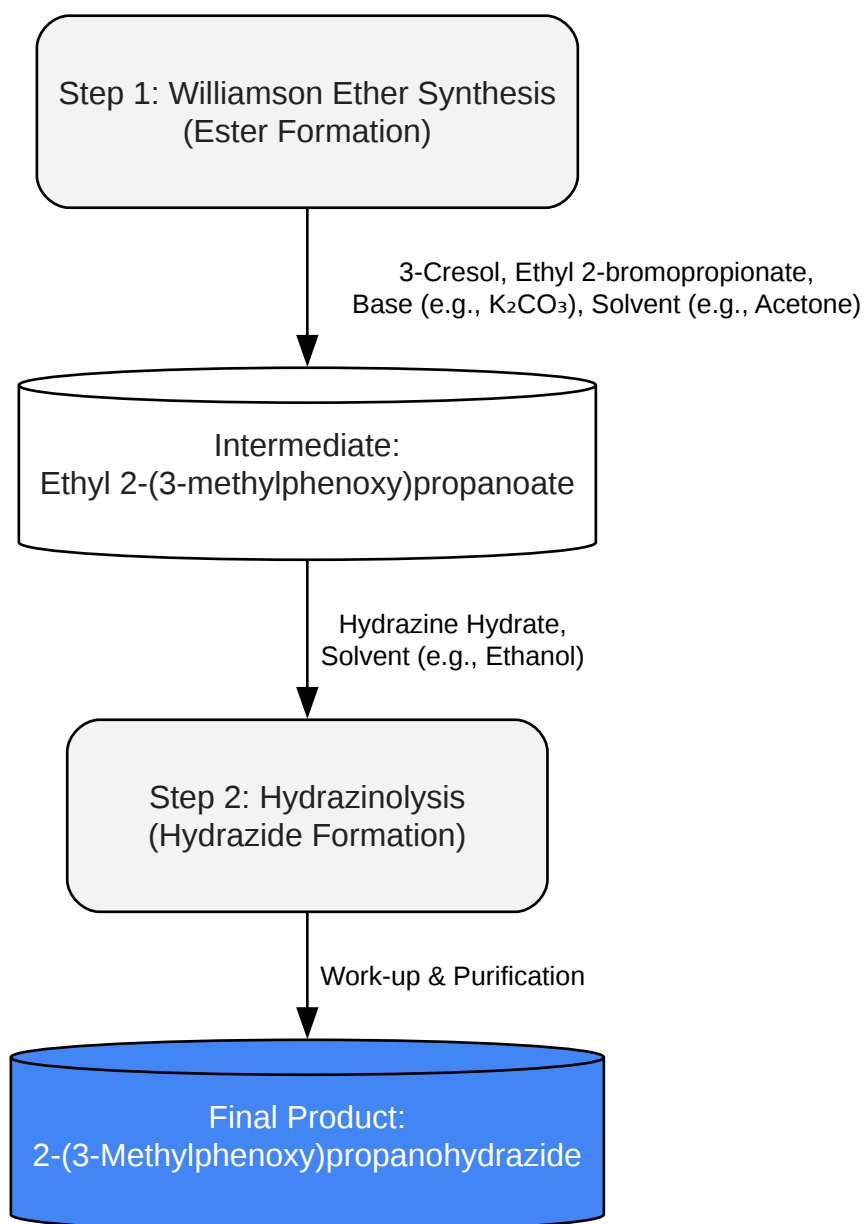 Step 1: Williamson Ether Synthesis
(Ester Formation)
3-Cresol, Ethyl 2-bromopropionate,
Base (e.g., K₂CO₃), Solvent (e.g., Acetone)
Intermediate:
Ethyl 2-(3-methylphenoxy)propanoate
Hydrazine Hydrate,
Solvent (e.g., Ethanol)
Step 2: Hydrazinolysis
(Hydrazide Formation)
Work-up & Purification
Final Product:
2-(3-Methylphenoxy)propanohydrazide